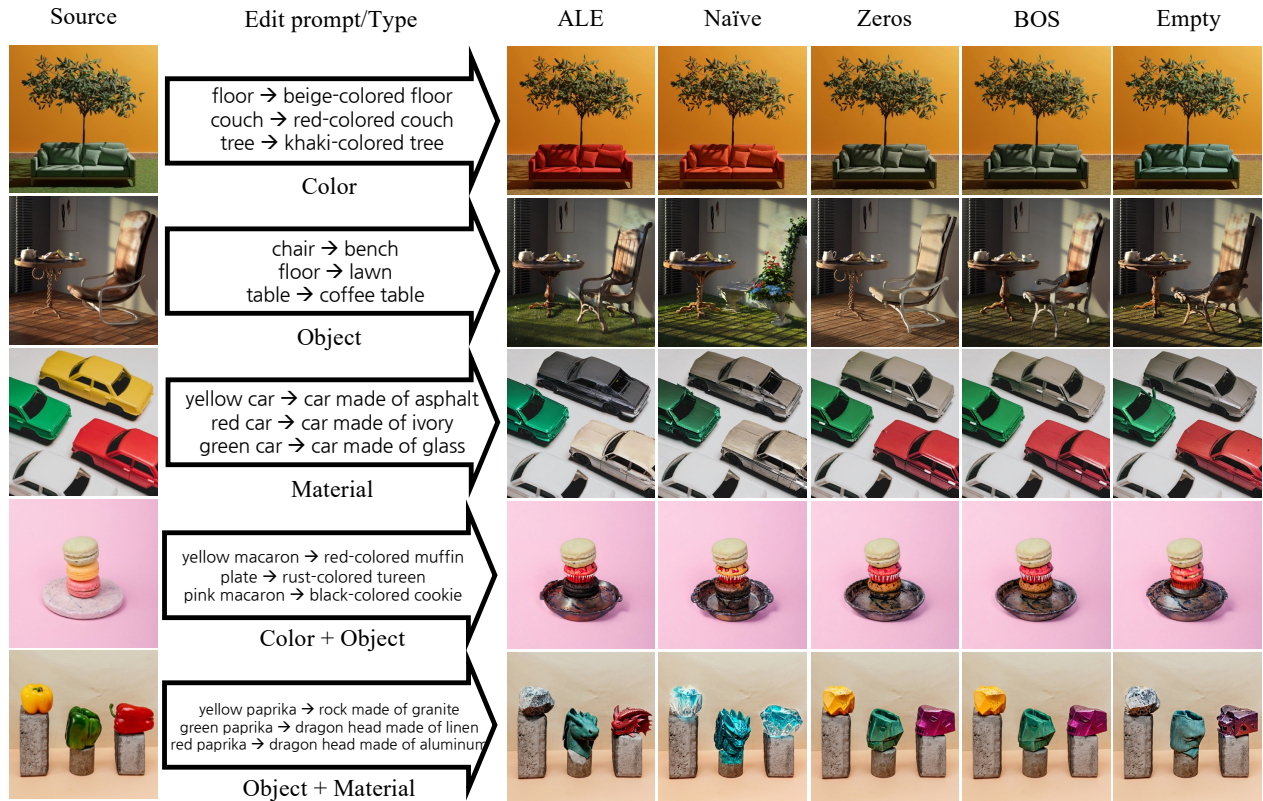 Source Edit prompt/Type ALE Naïve Zeros BOS Empty
floor → beige-colored floor
couch → red-colored couch
tree → khaki-colored tree
Color
chair → bench
floor → lawn
table → coffee table
Object
yellow car → car made of asphalt
red car → car made of ivory
green car → car made of glass
Material
yellow macaron → red-colored muffin
plate → rust-colored tureen
pink macaron → black-colored cookie
Color + Object
yellow paprika → rock made of granite
green paprika → dragon head made of linen
red paprika → dragon head made of aluminum
Object + Material